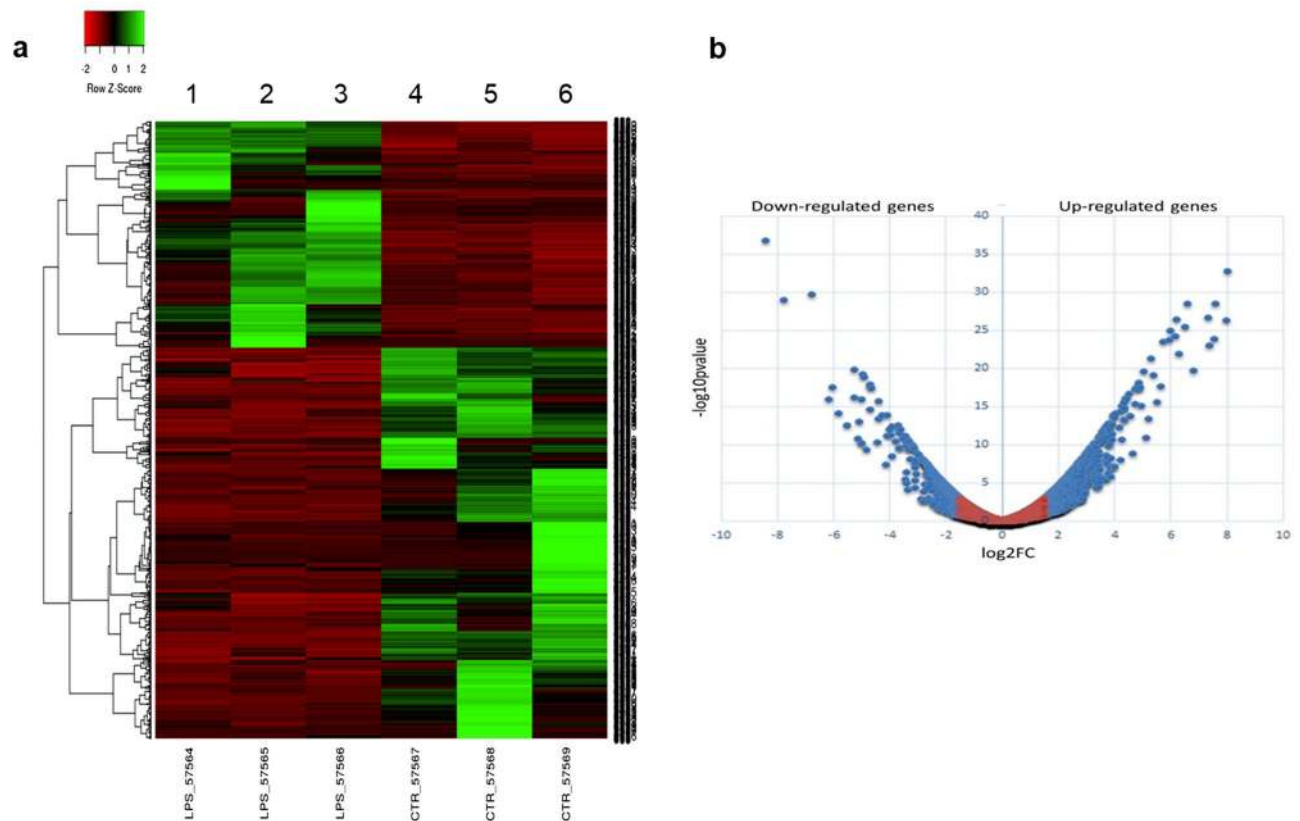 a
-2 0 1 2
Row Z-Score
1 2 3 4 5 6
LPS_57564
LPS_57565
LPS_57566
CTR_57567
CTR_57568
CTR_57569
b
Down-regulated genes Up-regulated genes
40
35
30
25
20
15
10
5
0
-log10pvalue
-10 -8 -6 -4 -2 0 2 4 6 8 10
log2FC